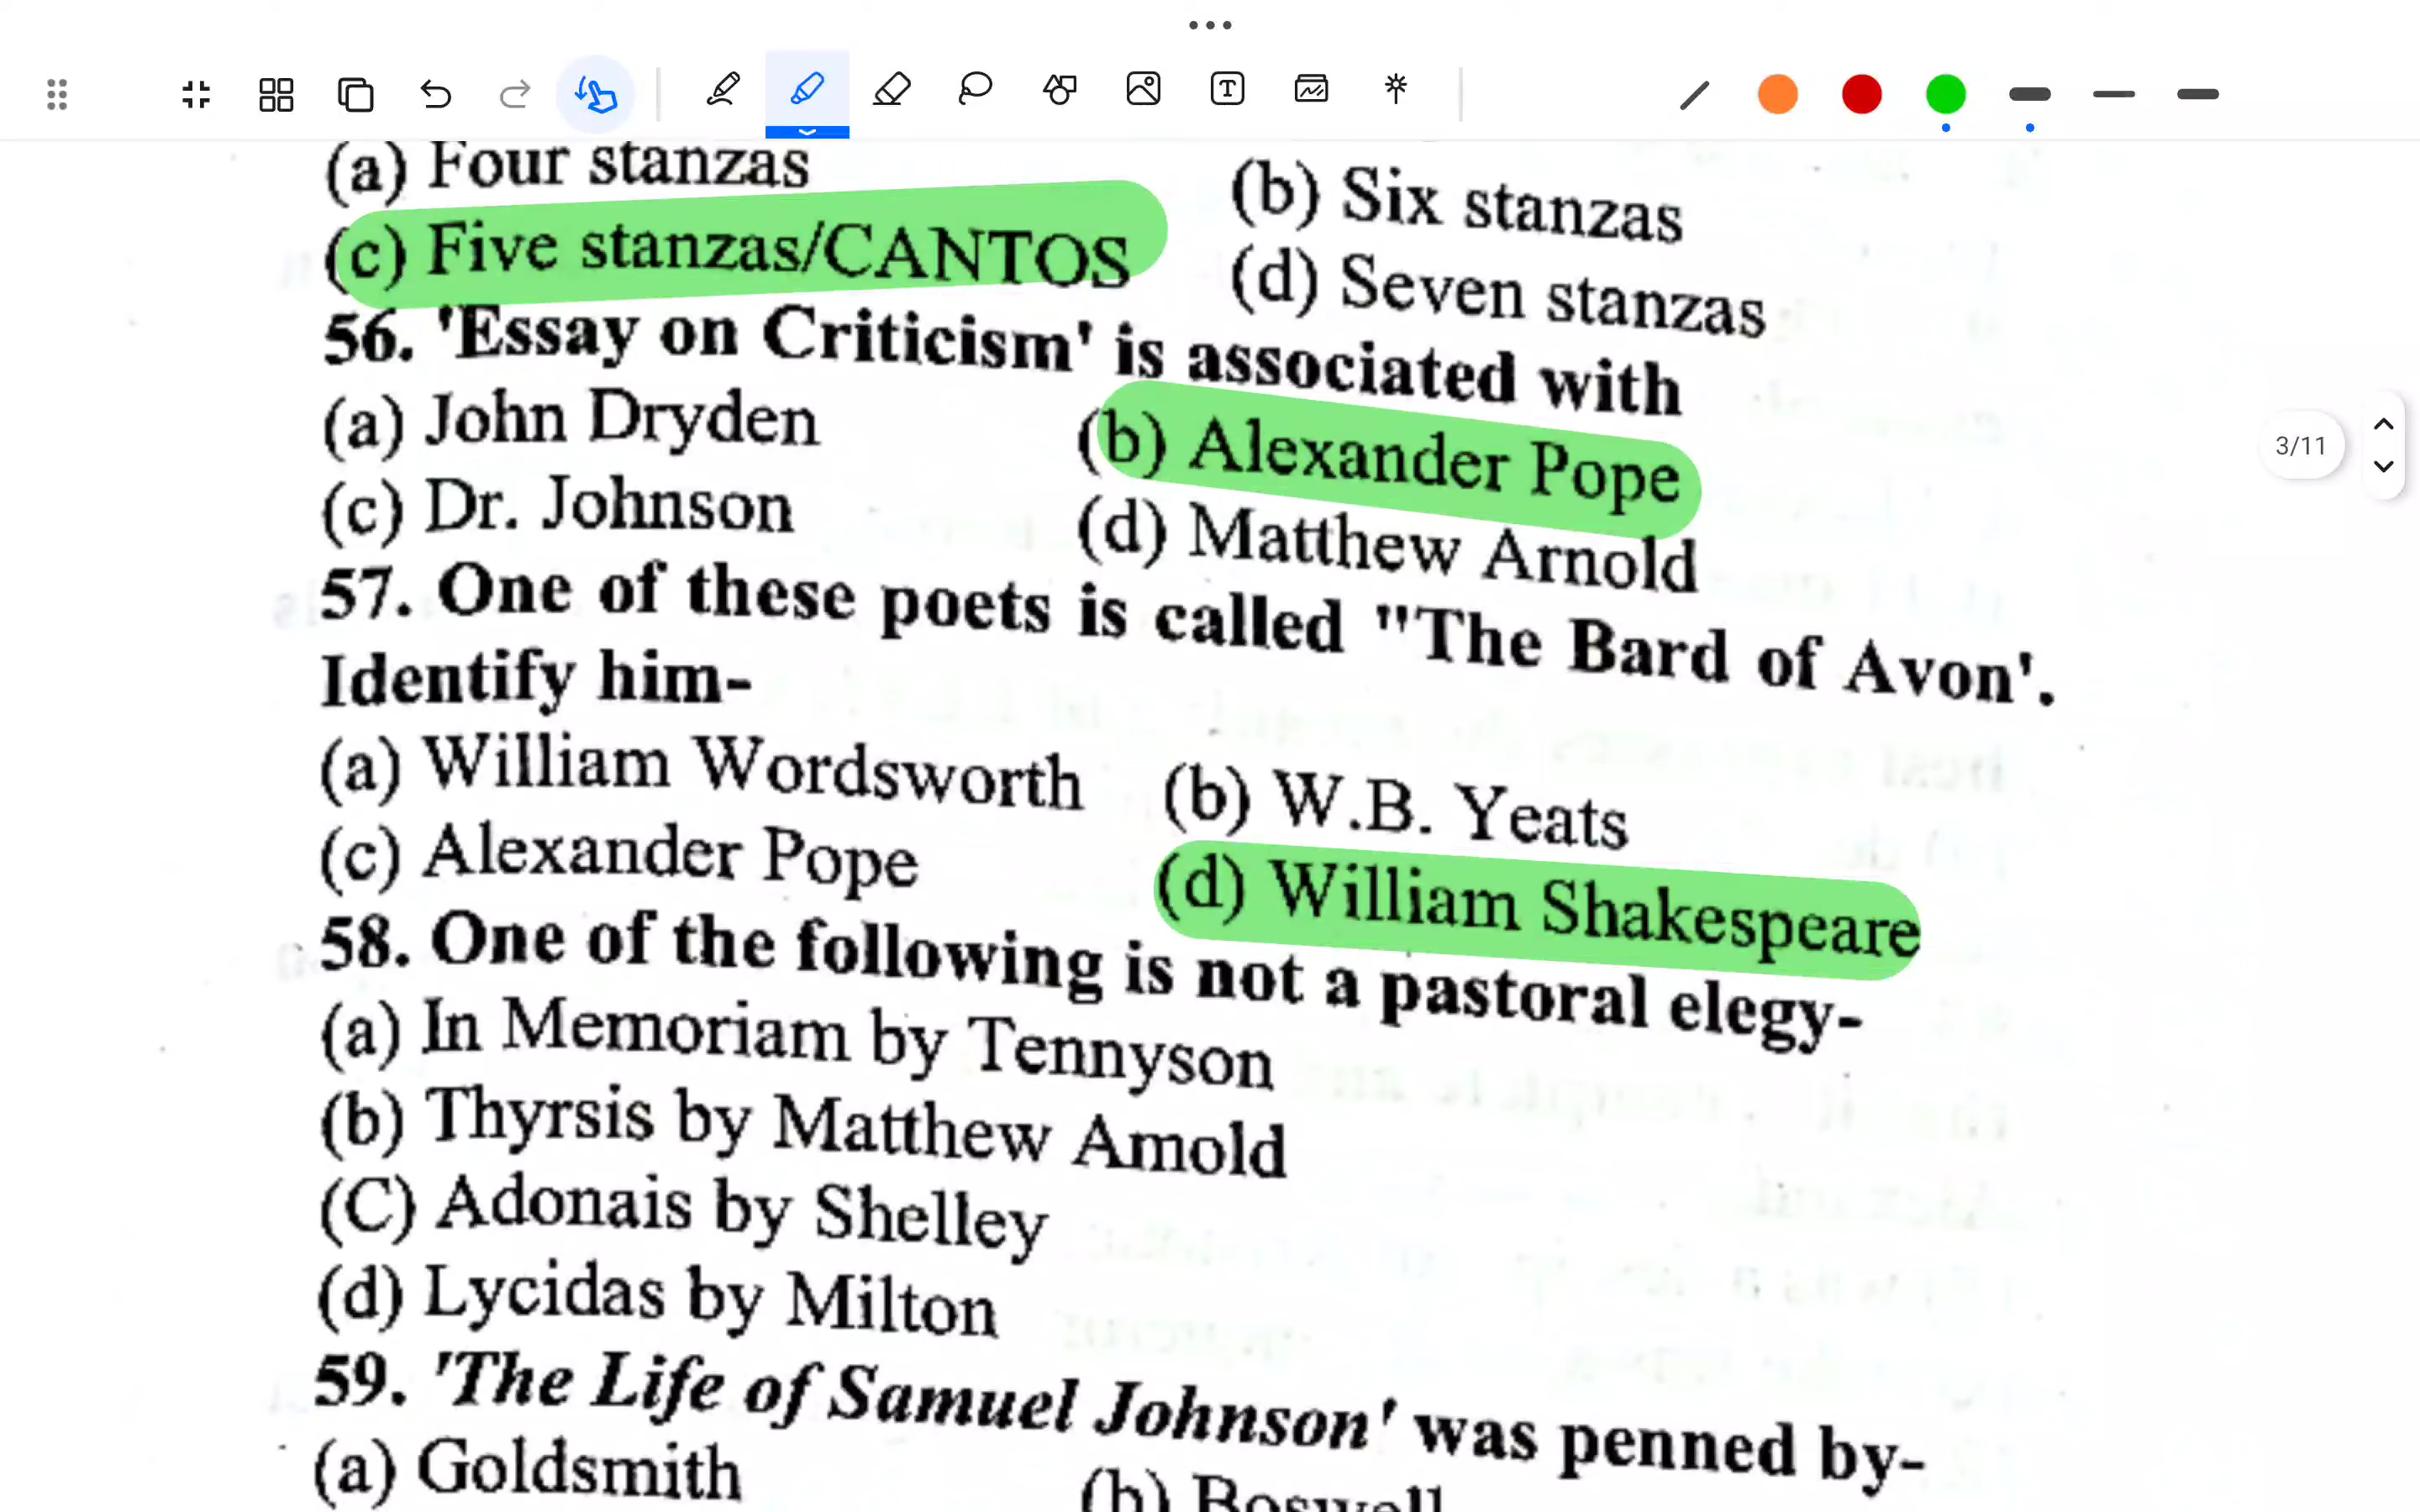 (a) Four stanzas
(b) Six stanzas
(c) Five stanzas/CANTOS
(d) Seven stanzas
56. 'Essay on Criticism' is associated with
(a) John Dryden
(b) Alexander Pope
(c) Dr. Johnson
(d) Matthew Arnold
57. One of these poets is called "The Bard of Avon'.
Identify him-
(a) William Wordsworth
(b) W.B. Yeats
(c) Alexander Pope
(d) William Shakespeare
58. One of the following is not a pastoral elegy-
(a) In Memoriam by Tennyson
(b) Thyrsis by Matthew Arnold
(C) Adonais by Shelley
(d) Lycidas by Milton
59. 'The Life of Samuel Johnson' was penned by-
(a) Goldsmith
(b) Boswell
3/11